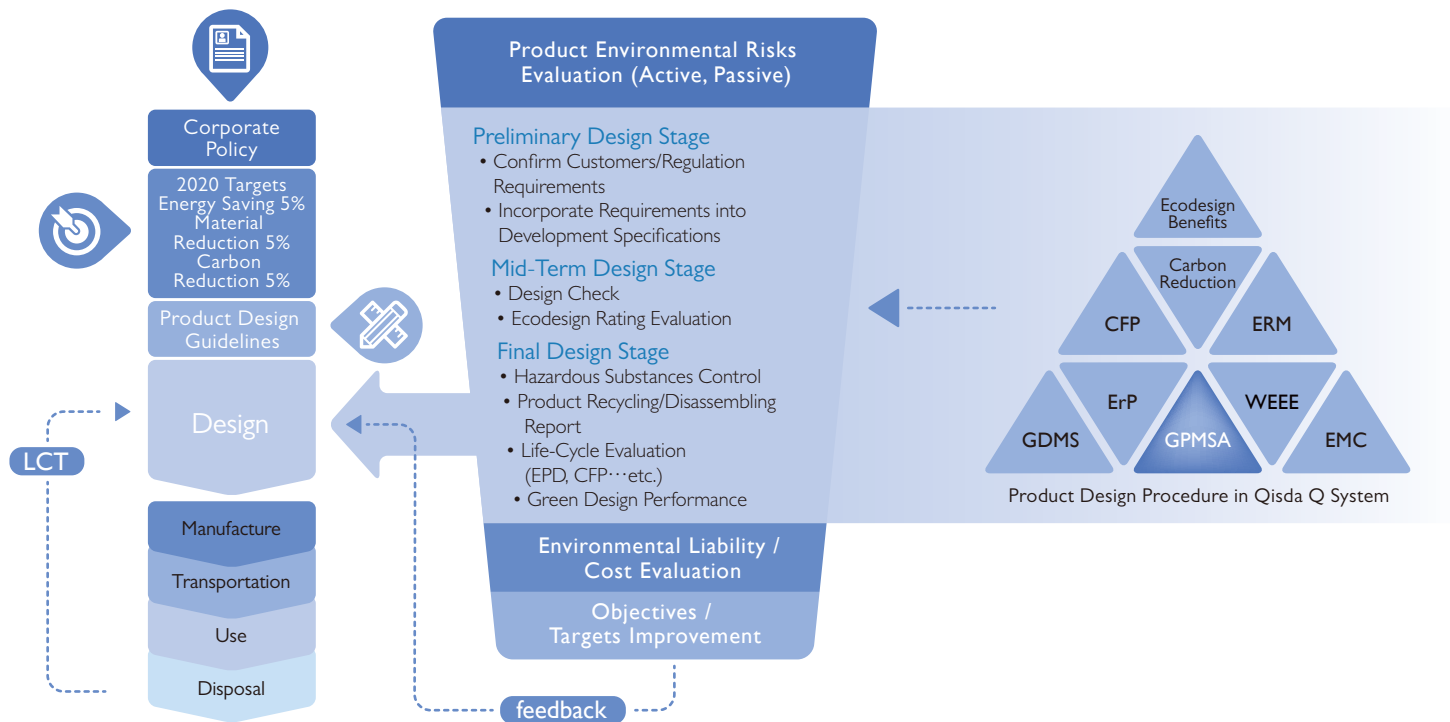 Corporate
Policy
2020 Targets
Energy Saving 5%
Material
Reduction 5%
Carbon
Reduction 5%
Product Design
Guidelines
Design
LCT
Manufacture
Transportation
Use
Disposal
Product Environmental Risks
Evaluation (Active, Passive)
Preliminary Design Stage
• Confirm Customers/Regulation
Requirements
• Incorporate Requirements into
Development Specifications
Mid-Term Design Stage
• Design Check
• Ecodesign Rating Evaluation
Final Design Stage
• Hazardous Substances Control
• Product Recycling/Disassembling
Report
• Life-Cycle Evaluation
(EPD, CFP⋯etc.)
• Green Design Performance
Environmental Liability /
Cost Evaluation
Objectives /
Targets Improvement
feedback
Ecodesign
Benefits
Carbon
Reduction
CFP
ERM
ErP
WEEE
GDMS
GPMSA
EMC
Product Design Procedure in Qisda Q System